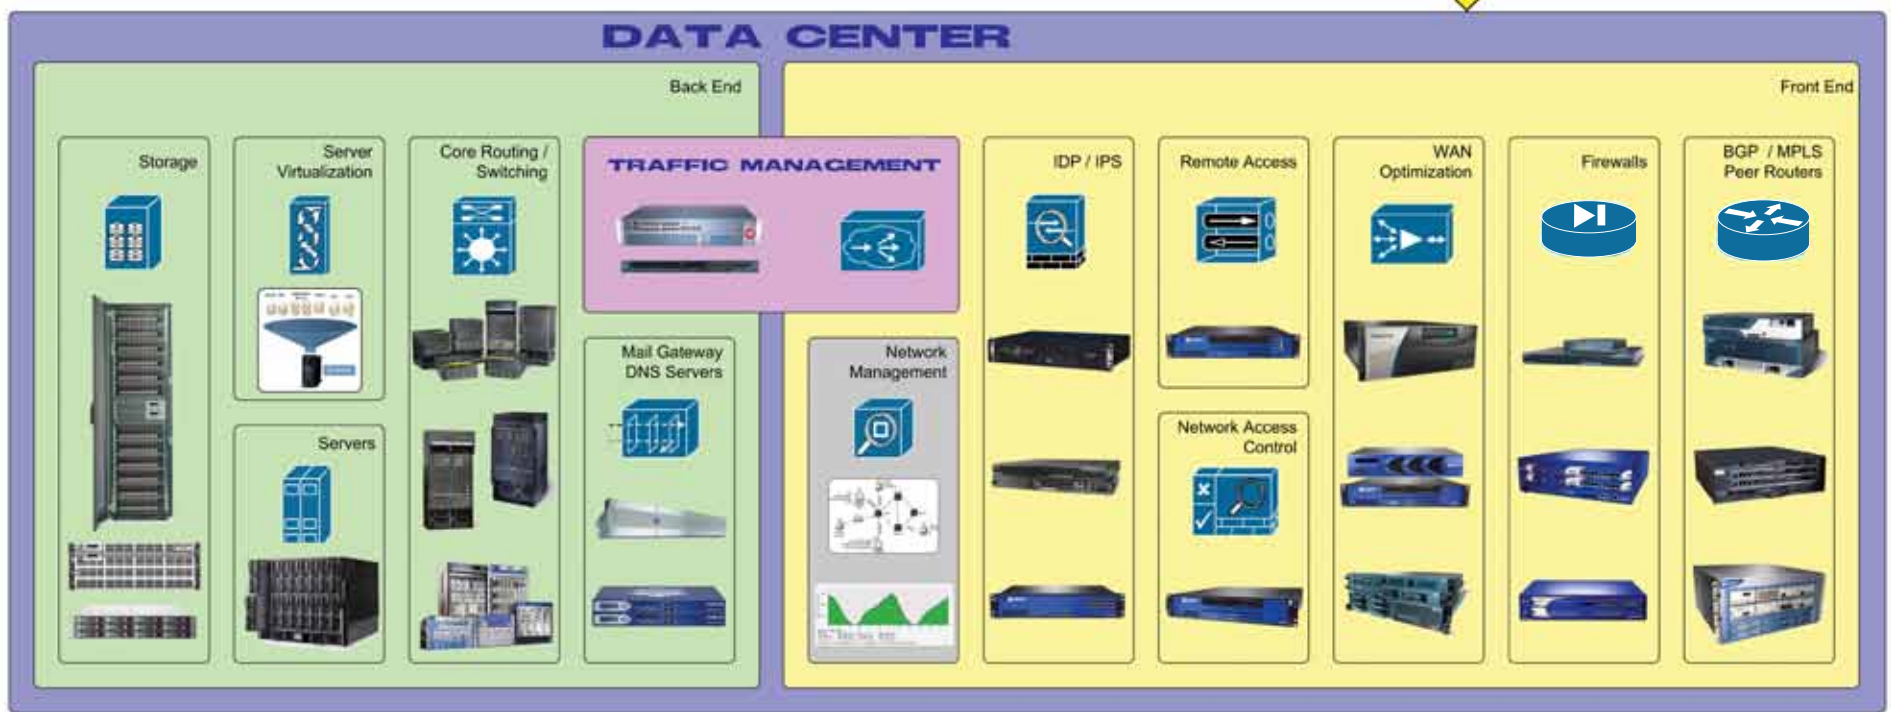 DATA CENTER
Back End
Front End
Storage
Server
Virtualization
Core Routing /
Switching
TRAFFIC MANAGEMENT
IDP / IPS
Remote Access
WAN
Optimization
Firewalls
BGP / MPLS
Peer Routers
Mail Gateway
DNS Servers
Network
Management
Servers
Network Access
Control